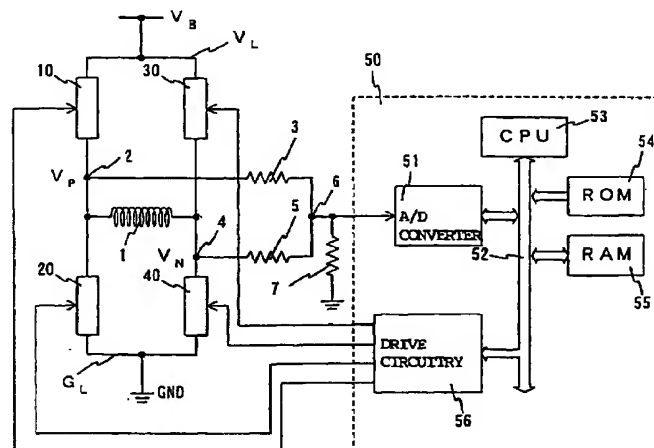 V B
V L
10
30
50
CPU
53
54
3
2
V P
6
51
ROM
A/D
CONVERTER
52
1
V N
4
5
RAM
20
40
7
55
DRIVE
CIRCUITRY
G L
GND
56